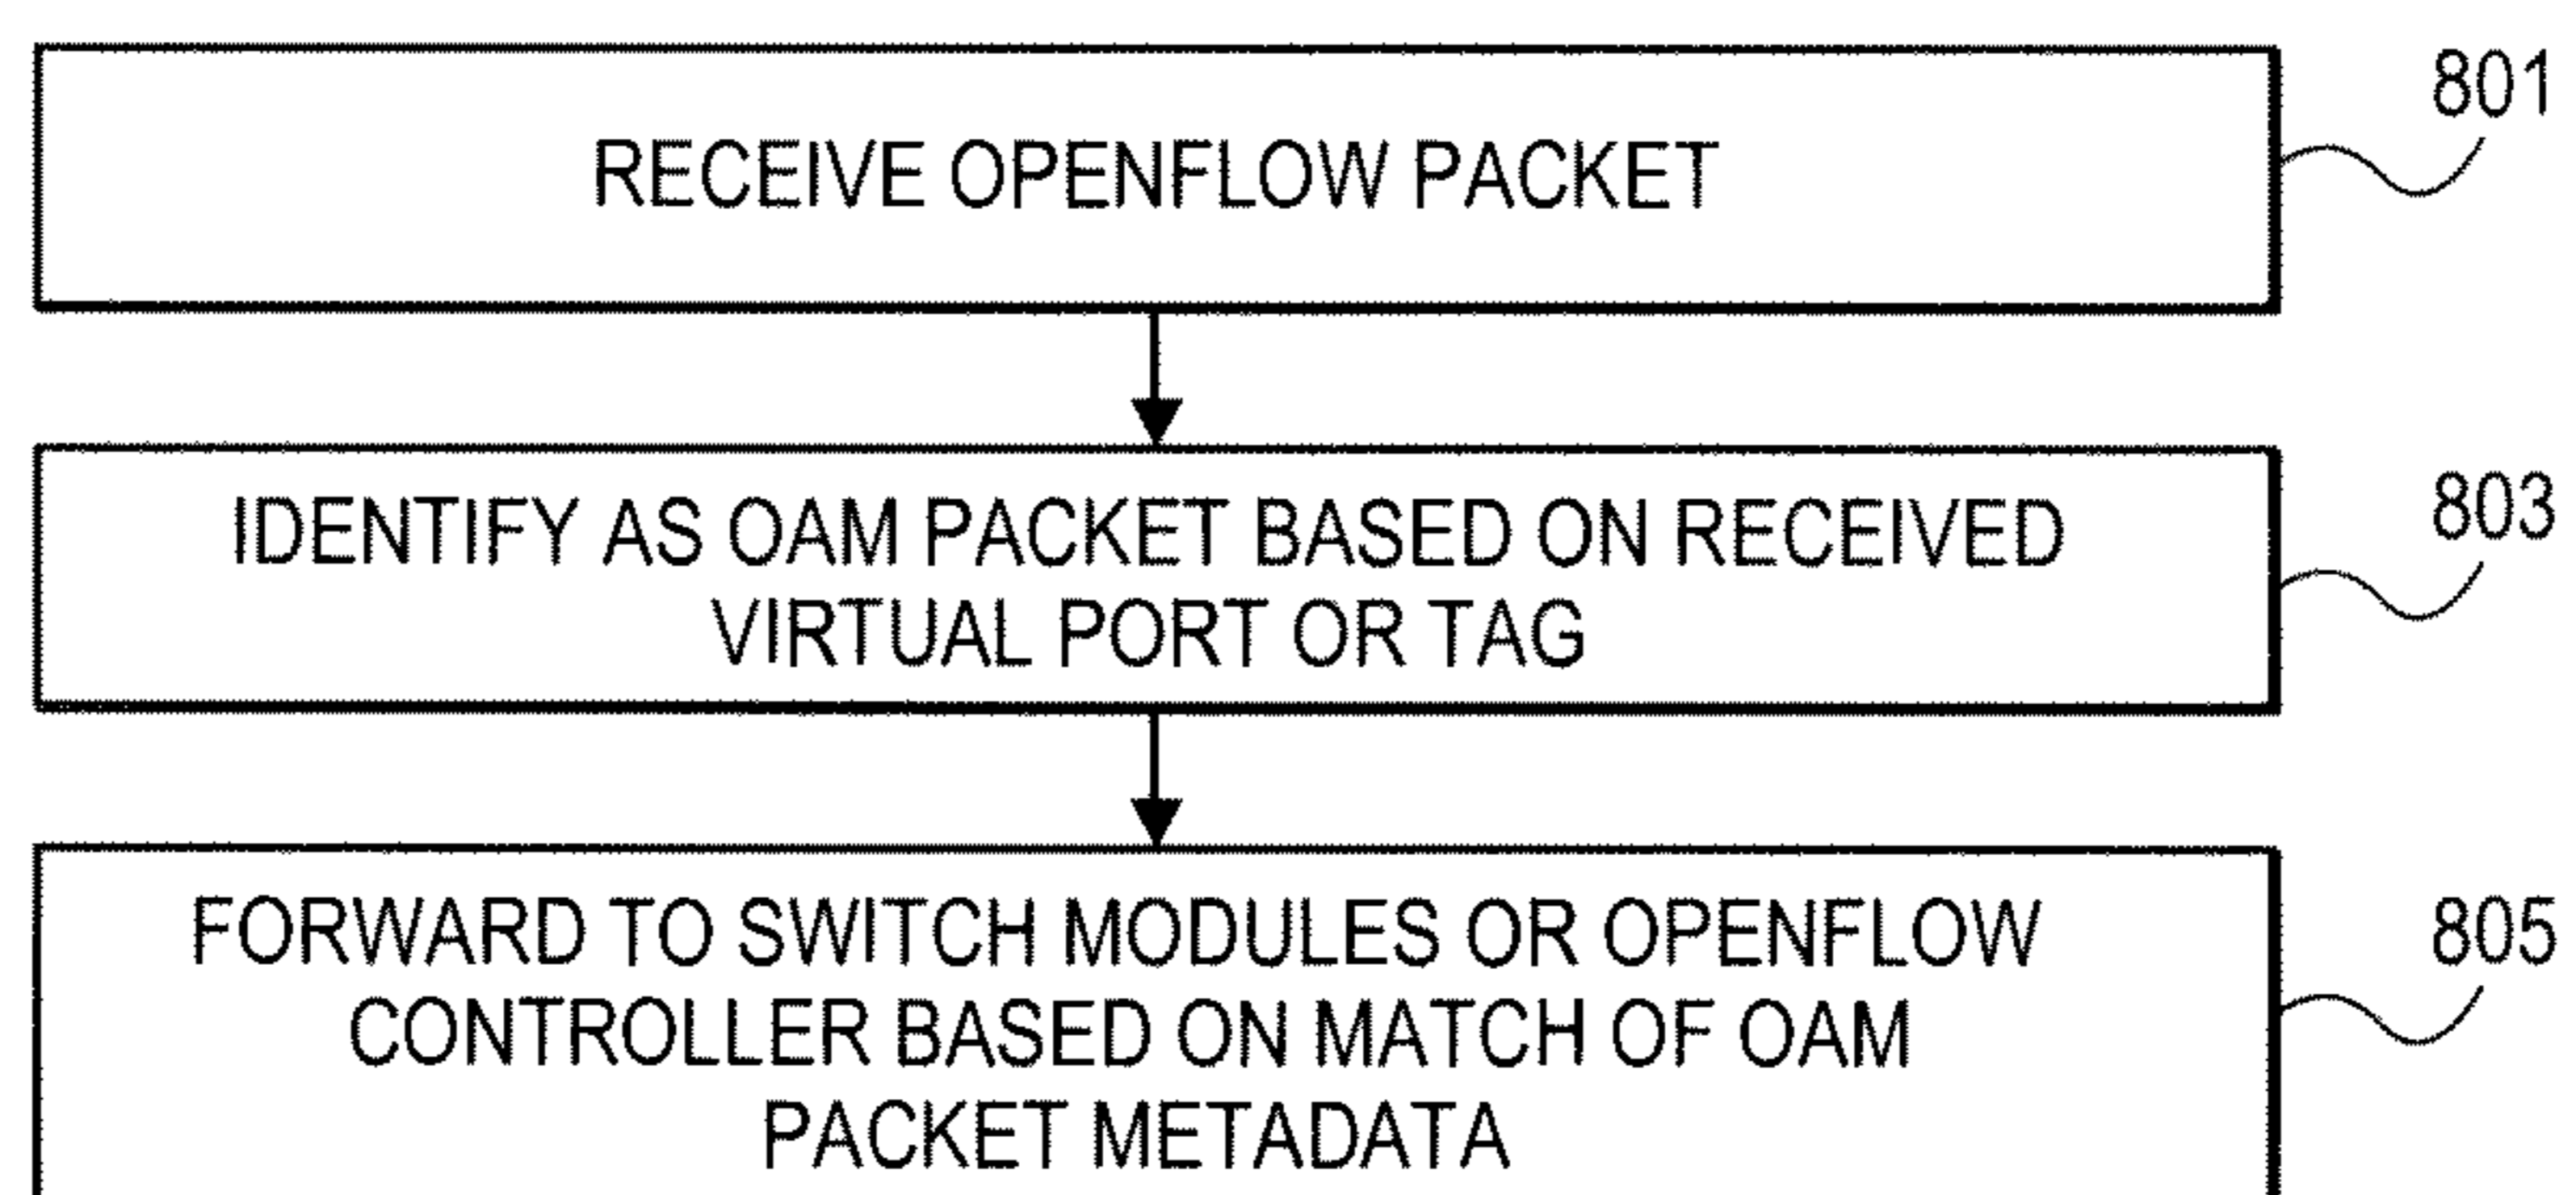 RECEIVE OPENFLOW PACKET
801
IDENTIFY AS OAM PACKET BASED ON RECEIVED
VIRTUAL PORT OR TAG
803
FORWARD TO SWITCH MODULES OR OPENFLOW
CONTROLLER BASED ON MATCH OF OAM
PACKET METADATA
805